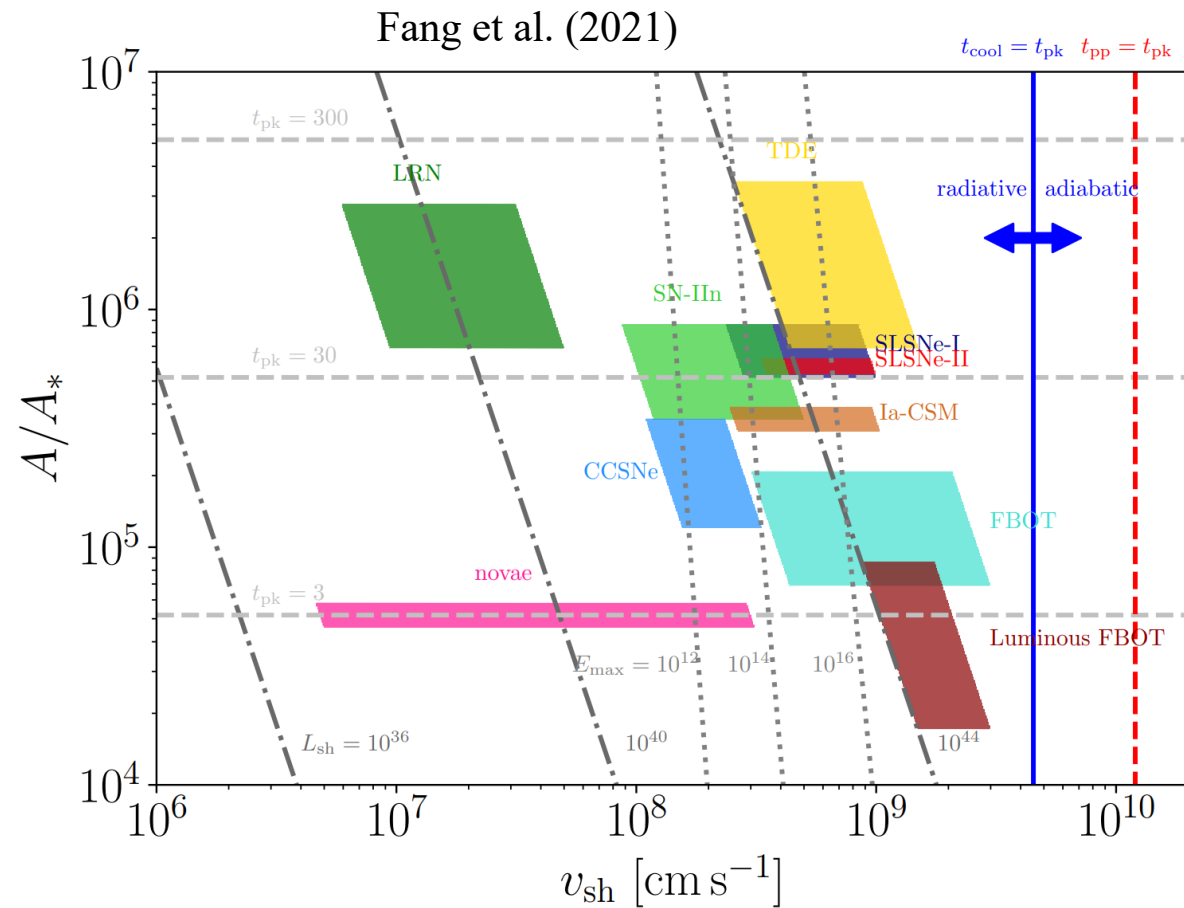 Fang et al. (2021)
t_cool = t_pk
t_pp = t_pk
10^7
t_pk = 300
TDE
LRN
radiative
adiabatic
SN-IIn
10^6
SLSNe-I
SLSNe-II
t_pk = 30
A/A_*
Ia-CSM
CCSNe
FBOT
10^5
novae
t_pk = 3
Luminous FBOT
E_max = 10^12
10^14
10^16
L_sh = 10^36
10^40
10^44
10^4
10^6
10^7
10^8
10^9
10^10
v_sh [cm s^−1]